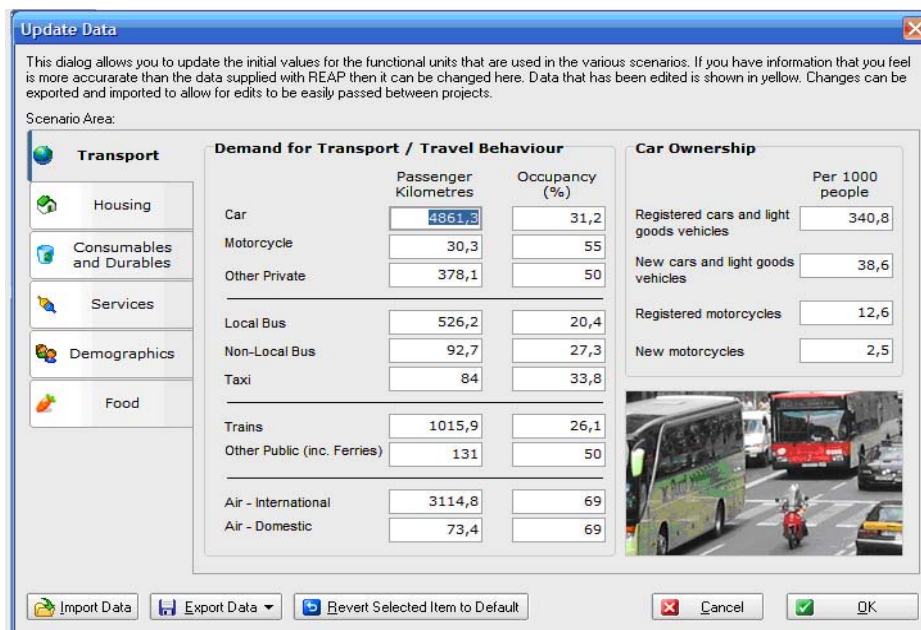 Update Data
This dialog allows you to update the initial values for the functional units that are used in the various scenarios. If you have information that you feel
is more accurarate than the data supplied with REAP then it can be changed here. Data that has been edited is shown in yellow. Changes can be
exported and imported to allow for edits to be easily passed between projects.
Scenario Area:
Transport
Housing
Consumables
and Durables
Services
Demographics
Food
Demand for Transport / Travel Behaviour
Passenger Kilometres Occupancy (%)
Car 4861,3 31,2
Motorcycle 30,3 55
Other Private 378,1 50
Local Bus 526,2 20,4
Non-Local Bus 92,7 27,3
Taxi 84 33,8
Trains 1015,9 26,1
Other Public (inc. Ferries) 131 50
Air - International 3114,8 69
Air - Domestic 73,4 69
Car Ownership
Per 1000
people
Registered cars and light
goods vehicles 340,8
New cars and light goods
vehicles 38,6
Registered motorcycles 12,6
New motorcycles 2,5
Import Data Export Data Revert Selected Item to Default Cancel OK